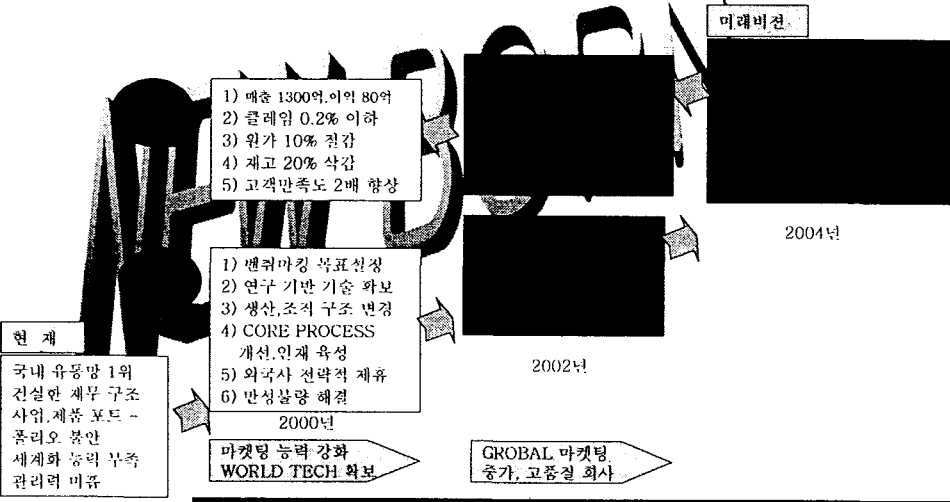 미래비전
1) 매출 1300억,이익 80억
2) 클레임 0.2% 이하
3) 원가 10% 절감
4) 재고 20% 삭감
5) 고객만족도 2배 향상
2004년
1) 벤취마킹 목표설정
2) 연구 기반 기술 확보
3) 생산,조직 구조 변경
4) CORE PROCESS
개선,인재 육성
5) 외국사 전략적 제휴
6) 만성불량 해결
2002년
현 재
국내 유통망 1위
건실한 재무 구조
사업,제품 포트 -
폴리오 불안
세계화 능력 부족
관리력 미흡
2000년
마켓팅 능력 강화
WORLD TECH 확보
GROBAL 마켓팅
중가, 고품질 회사